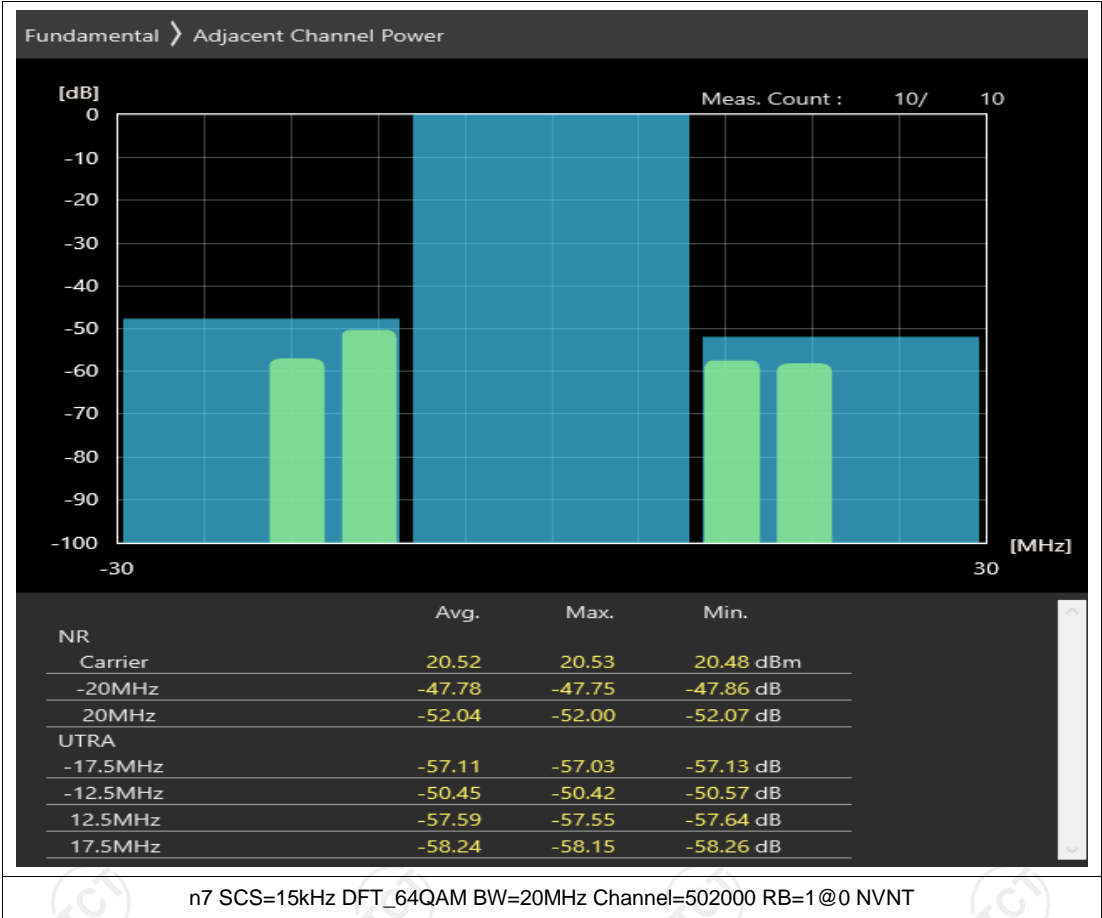 Fundamental ❯ Adjacent Channel Power
[dB]
Meas. Count : 10/ 10
0
-10
-20
-30
-40
-50
-60
-70
-80
-90
-100
[MHz]
-30 30
Avg. Max. Min.
NR
Carrier 20.52 20.53 20.48 dBm
-20MHz -47.78 -47.75 -47.86 dB
20MHz -52.04 -52.00 -52.07 dB
UTRA
-17.5MHz -57.11 -57.03 -57.13 dB
-12.5MHz -50.45 -50.42 -50.57 dB
12.5MHz -57.59 -57.55 -57.64 dB
17.5MHz -58.24 -58.15 -58.26 dB
n7 SCS=15kHz DFT_64QAM BW=20MHz Channel=502000 RB=1@0 NVNT
TCT TCT TCT TCT